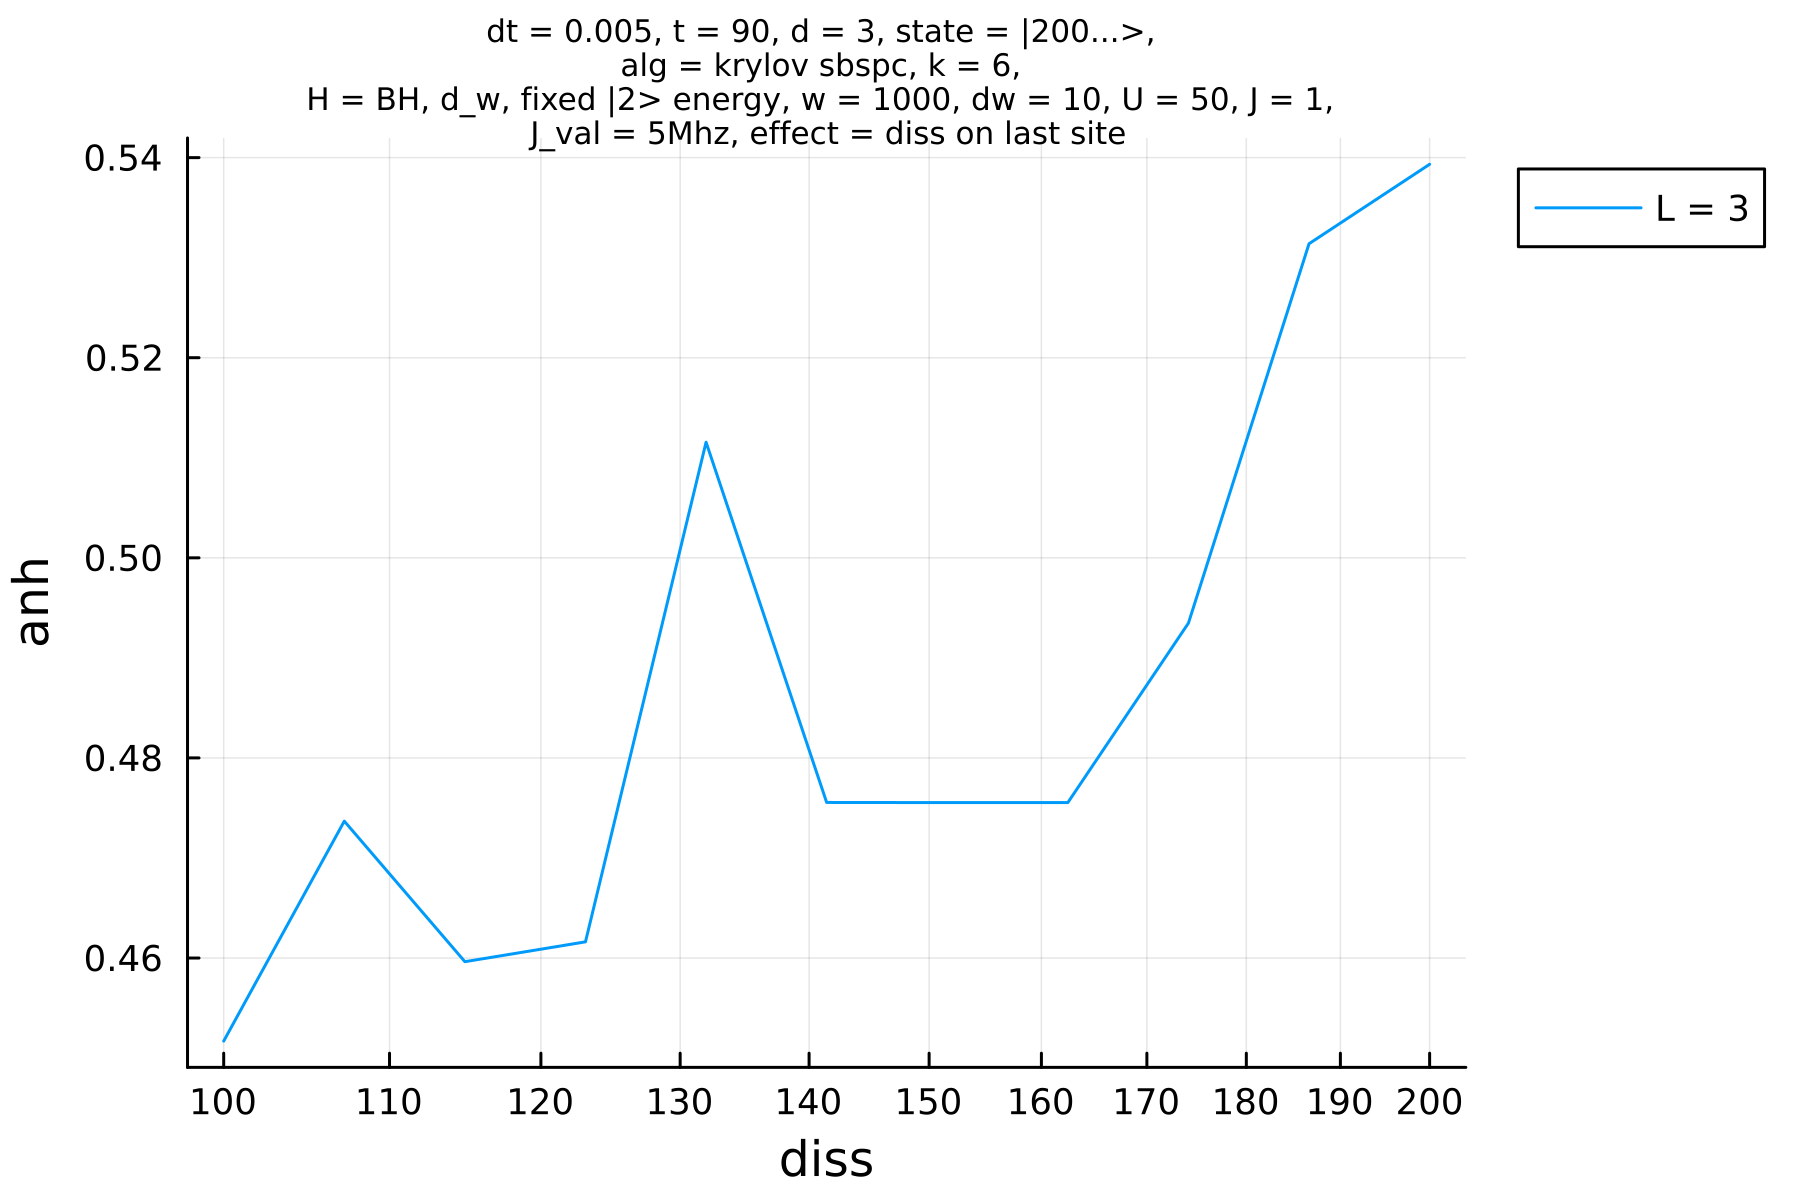 dt = 0.005, t = 90, d = 3, state = |200...>,
alg = krylov sbspc, k = 6,
H = BH, d_w, fixed |2> energy, w = 1000, dw = 10, U = 50, J = 1,
J_val = 5Mhz, effect = diss on last site
0.54
0.52
0.50
0.48
0.46
anh
L = 3
100 110 120 130 140 150 160 170 180 190 200
diss